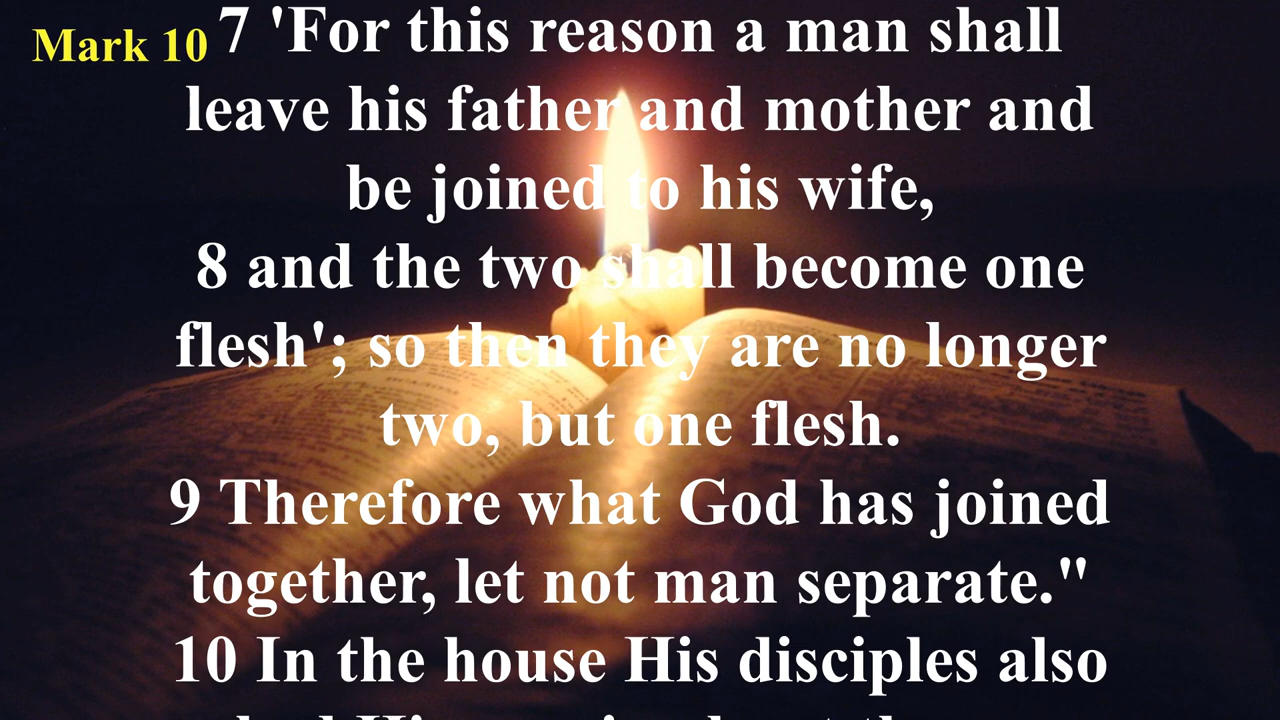 Mark 10
7 'For this reason a man shall
leave his father and mother and
be joined to his wife,
8 and the two shall become one
flesh'; so then they are no longer
two, but one flesh.
9 Therefore what God has joined
together, let not man separate."
10 In the house His disciples also